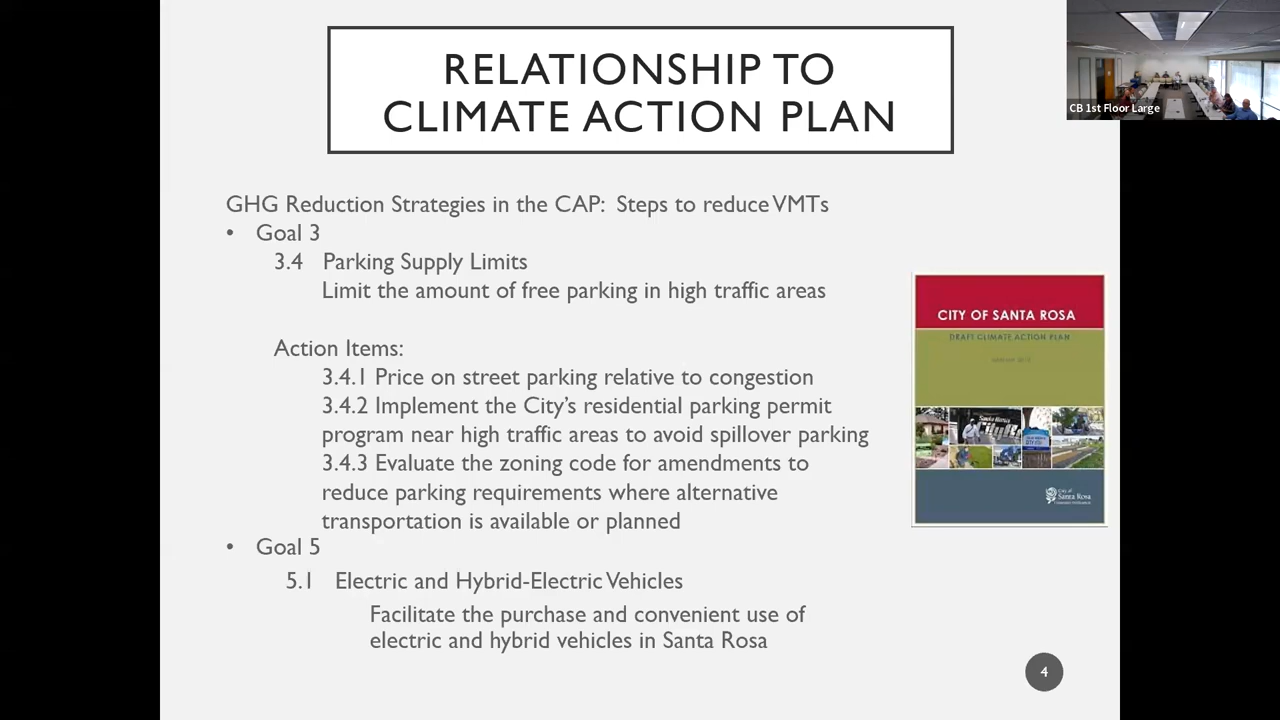 RELATIONSHIP TO
CLIMATE ACTION PLAN
CB 1st Floor Large
GHG Reduction Strategies in the CAP: Steps to reduce VMTs
• Goal 3
3.4 Parking Supply Limits
Limit the amount of free parking in high traffic areas
Action Items:
3.4.1 Price on street parking relative to congestion
3.4.2 Implement the City's residential parking permit
program near high traffic areas to avoid spillover parking
3.4.3 Evaluate the zoning code for amendments to
reduce parking requirements where alternative
transportation is available or planned
• Goal 5
5.1 Electric and Hybrid-Electric Vehicles
Facilitate the purchase and convenient use of
electric and hybrid vehicles in Santa Rosa
CITY OF SANTA ROSA
DRAFT CLIMATE ACTION PLAN
City of
Santa Rosa
4